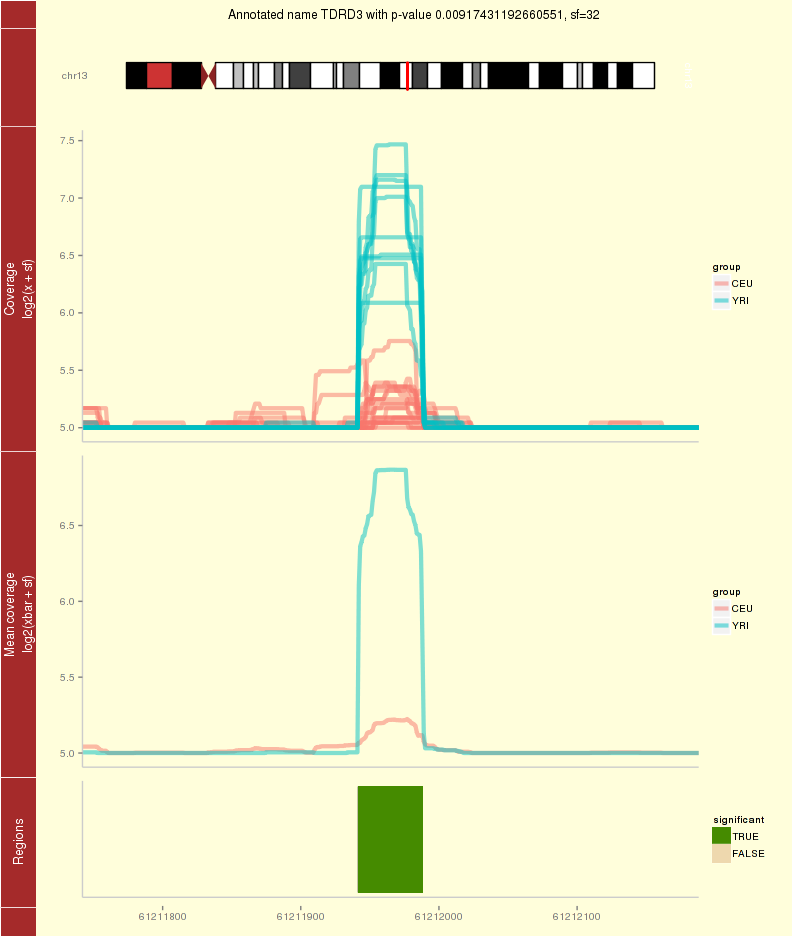 Annotated name TDRD3 with p-value 0.00917431192660551, sf=32
chr13
Coverage
log2(x + sf)
7.5
7.0
6.5
6.0
5.5
5.0
group
CEU
YRI
Mean coverage
log2(xbar + sf)
6.5
6.0
5.5
5.0
group
CEU
YRI
Regions
significant
TRUE
FALSE
61211800
61211900
61212000
61212100